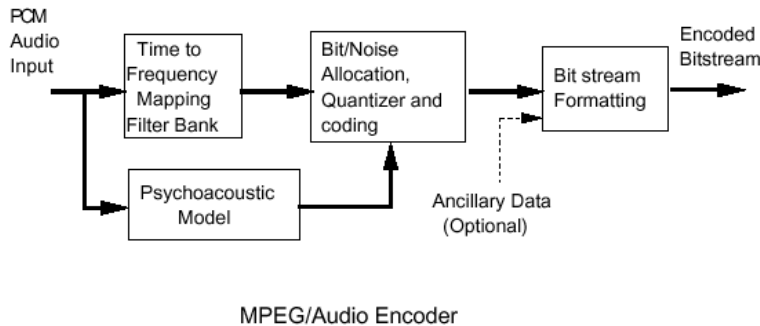 PCM
Audio
Input
Time to
Frequency
Mapping
Filter Bank
Bit/Noise
Allocation,
Quantizer and
coding
Bit stream
Formatting
Encoded
Bitstream
Psychoacoustic
Model
Ancillary Data
(Optional)
MPEG/Audio Encoder